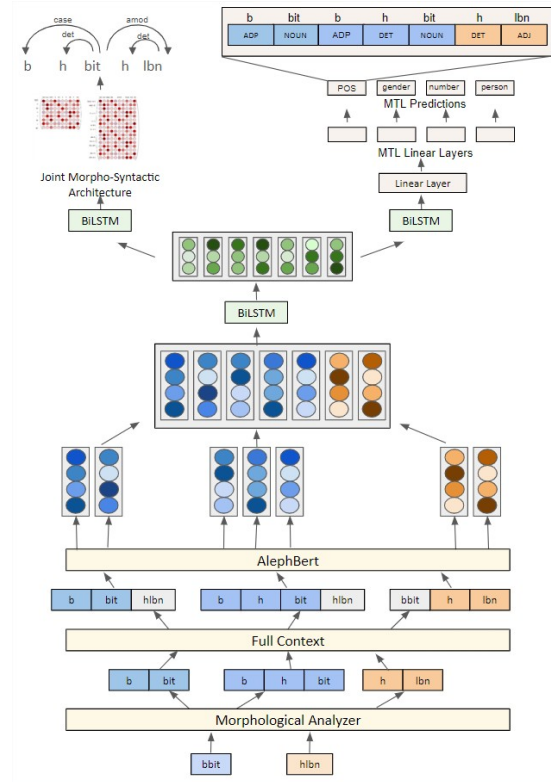 b bit b h bit h lbn
ADP NOUN ADP DET NOUN DET ADJ
case amod
det det
b h bit h lbn
POS gender number person
MTL Predictions
MTL Linear Layers
Joint Morpho-Syntactic
Architecture
Linear Layer
BiLSTM BiLSTM
BiLSTM
AlephBert
b bit hlbn b h bit hlbn bbit h lbn
Full Context
b bit b h bit h lbn
Morphological Analyzer
bbit hlbn